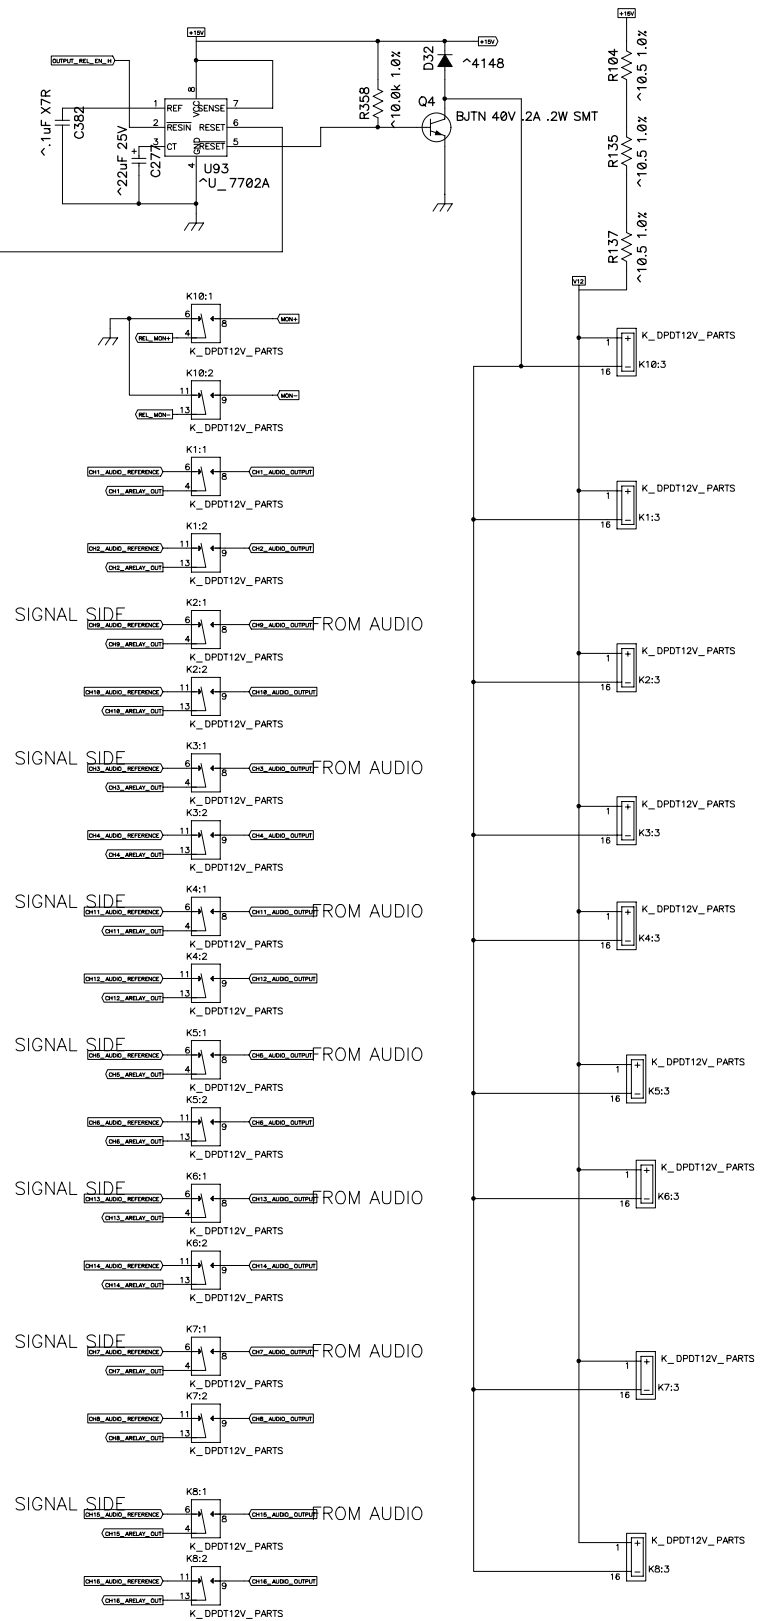 +15V
+15V
OUTPUT_REL_EN_H
+15V
D32
^4148
R104
^10.5 1.0%
R358
^10.0k 1.0%
8
VCC
1
REF
SENSE
7
2
RESIN
RESET
6
3
CT
RESET
5
GND
4
^.1uF X7R
C382
^22uF 25V
+
C277
U93
^U_7702A
Q4
BJTN 40V .2A .2W SMT
R135
^10.5 1.0%
R137
^10.5 1.0%
V12
K10:1
6
8
MON+
REL_MON+
4
K_DPDT12V_PARTS
1
+
K_DPDT12V_PARTS
16
−
K10:3
K10:2
11
9
MON-
REL_MON-
13
K_DPDT12V_PARTS
K1:1
CH1_AUDIO_REFERENCE
6
8
CH1_AUDIO_OUTPUT
CH1_ARELAY_OUT
4
K_DPDT12V_PARTS
1
+
K_DPDT12V_PARTS
16
−
K1:3
K1:2
CH2_AUDIO_REFERENCE
11
9
CH2_AUDIO_OUTPUT
CH2_ARELAY_OUT
13
K_DPDT12V_PARTS
K2:1
SIGNAL SIDE
CH9_AUDIO_REFERENCE
6
8
CH9_AUDIO_OUTPUT
FROM AUDIO
CH9_ARELAY_OUT
4
K_DPDT12V_PARTS
1
+
K_DPDT12V_PARTS
16
−
K2:3
K2:2
CH10_AUDIO_REFERENCE
11
9
CH10_AUDIO_OUTPUT
CH10_ARELAY_OUT
13
K_DPDT12V_PARTS
K3:1
SIGNAL SIDE
CH3_AUDIO_REFERENCE
6
8
CH3_AUDIO_OUTPUT
FROM AUDIO
CH3_ARELAY_OUT
4
K_DPDT12V_PARTS
1
+
K_DPDT12V_PARTS
16
−
K3:3
K3:2
CH4_AUDIO_REFERENCE
11
9
CH4_AUDIO_OUTPUT
CH4_ARELAY_OUT
13
K_DPDT12V_PARTS
K4:1
SIGNAL SIDE
CH11_AUDIO_REFERENCE
6
8
CH11_AUDIO_OUTPUT
FROM AUDIO
CH11_ARELAY_OUT
4
K_DPDT12V_PARTS
1
+
K_DPDT12V_PARTS
16
−
K4:3
K4:2
CH12_AUDIO_REFERENCE
11
9
CH12_AUDIO_OUTPUT
CH12_ARELAY_OUT
13
K_DPDT12V_PARTS
K5:1
SIGNAL SIDE
CH5_AUDIO_REFERENCE
6
8
CH5_AUDIO_OUTPUT
FROM AUDIO
CH5_ARELAY_OUT
4
K_DPDT12V_PARTS
1
+
K_DPDT12V_PARTS
16
−
K5:3
K5:2
CH6_AUDIO_REFERENCE
11
9
CH6_AUDIO_OUTPUT
CH6_ARELAY_OUT
13
K_DPDT12V_PARTS
K6:1
SIGNAL SIDE
CH13_AUDIO_REFERENCE
6
8
CH13_AUDIO_OUTPUT
FROM AUDIO
CH13_ARELAY_OUT
4
K_DPDT12V_PARTS
1
+
K_DPDT12V_PARTS
16
−
K6:3
K6:2
CH14_AUDIO_REFERENCE
11
9
CH14_AUDIO_OUTPUT
CH14_ARELAY_OUT
13
K_DPDT12V_PARTS
K7:1
SIGNAL SIDE
CH7_AUDIO_REFERENCE
6
8
CH7_AUDIO_OUTPUT
FROM AUDIO
CH7_ARELAY_OUT
4
K_DPDT12V_PARTS
1
+
K_DPDT12V_PARTS
16
−
K7:3
K7:2
CH8_AUDIO_REFERENCE
11
9
CH8_AUDIO_OUTPUT
CH8_ARELAY_OUT
13
K_DPDT12V_PARTS
K8:1
SIGNAL SIDE
CH15_AUDIO_REFERENCE
6
8
CH15_AUDIO_OUTPUT
FROM AUDIO
CH15_ARELAY_OUT
4
K_DPDT12V_PARTS
1
+
K_DPDT12V_PARTS
16
−
K8:3
K8:2
CH16_AUDIO_REFERENCE
11
9
CH16_AUDIO_OUTPUT
CH16_ARELAY_OUT
13
K_DPDT12V_PARTS